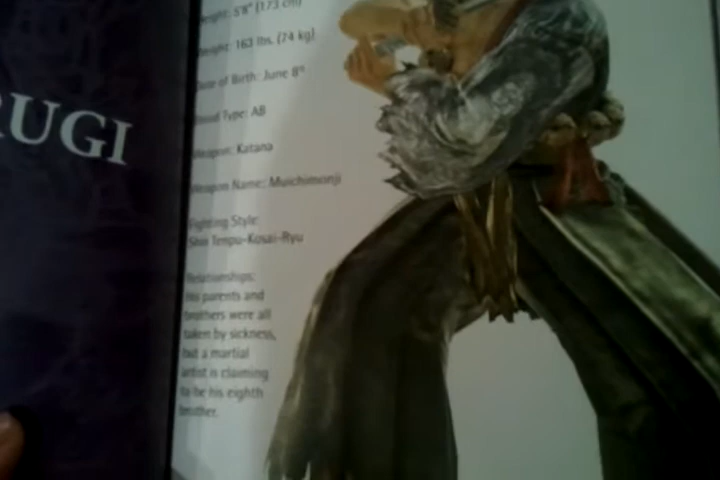 RUGI
Height: 5'8" (173 cm)
Weight: 163 lbs. (74 kg)
Date of Birth: June 8th
Blood Type: AB
Weapon: Katana
Weapon Name: Muichimonji
Fighting Style:
Shin Tenpu-Kosai-Ryu
Relationships:
His parents and
brothers were all
taken by sickness,
but a martial
artist is claiming
to be his eighth
brother.